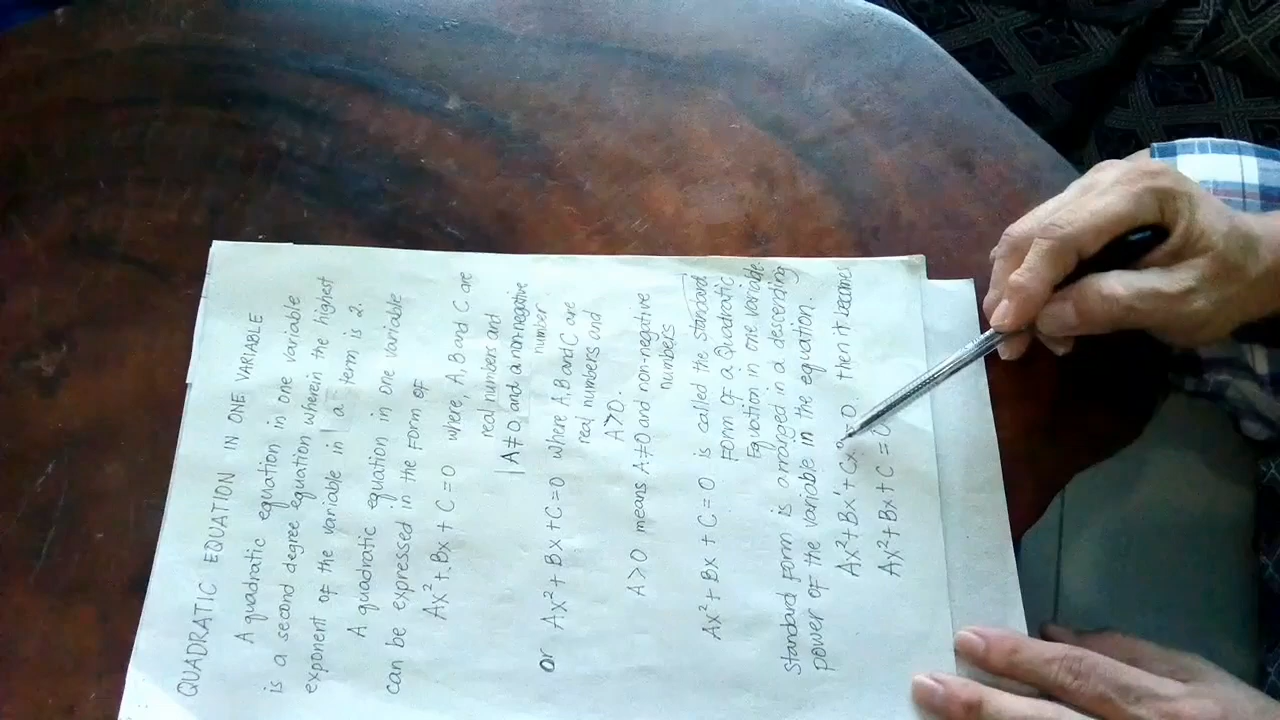 QUADRATIC EQUATION IN ONE VARIABLE
A quadratic equation in one variable
is a second degree equation wherein the highest
exponent of the variable in a term is 2.
A quadratic equation in one variable
can be expressed in the form of
Ax² + Bx + C = 0 where, A, B and C are
real numbers and
A ≠ 0 and a nonnegative
number
or Ax² + Bx + C = 0 where A, B and C are
real numbers and
A > 0.
A > 0 means A ≠ 0 and non-negative
numbers
Ax² + Bx + C = 0 is called the standard
form of a Quadratic
Equation in one variable.
Standard form is arranged in a descending
power of the variable in the equation.
Ax² + Bx¹ + Cx⁰ = 0 then it becomes
Ax² + Bx + C = 0